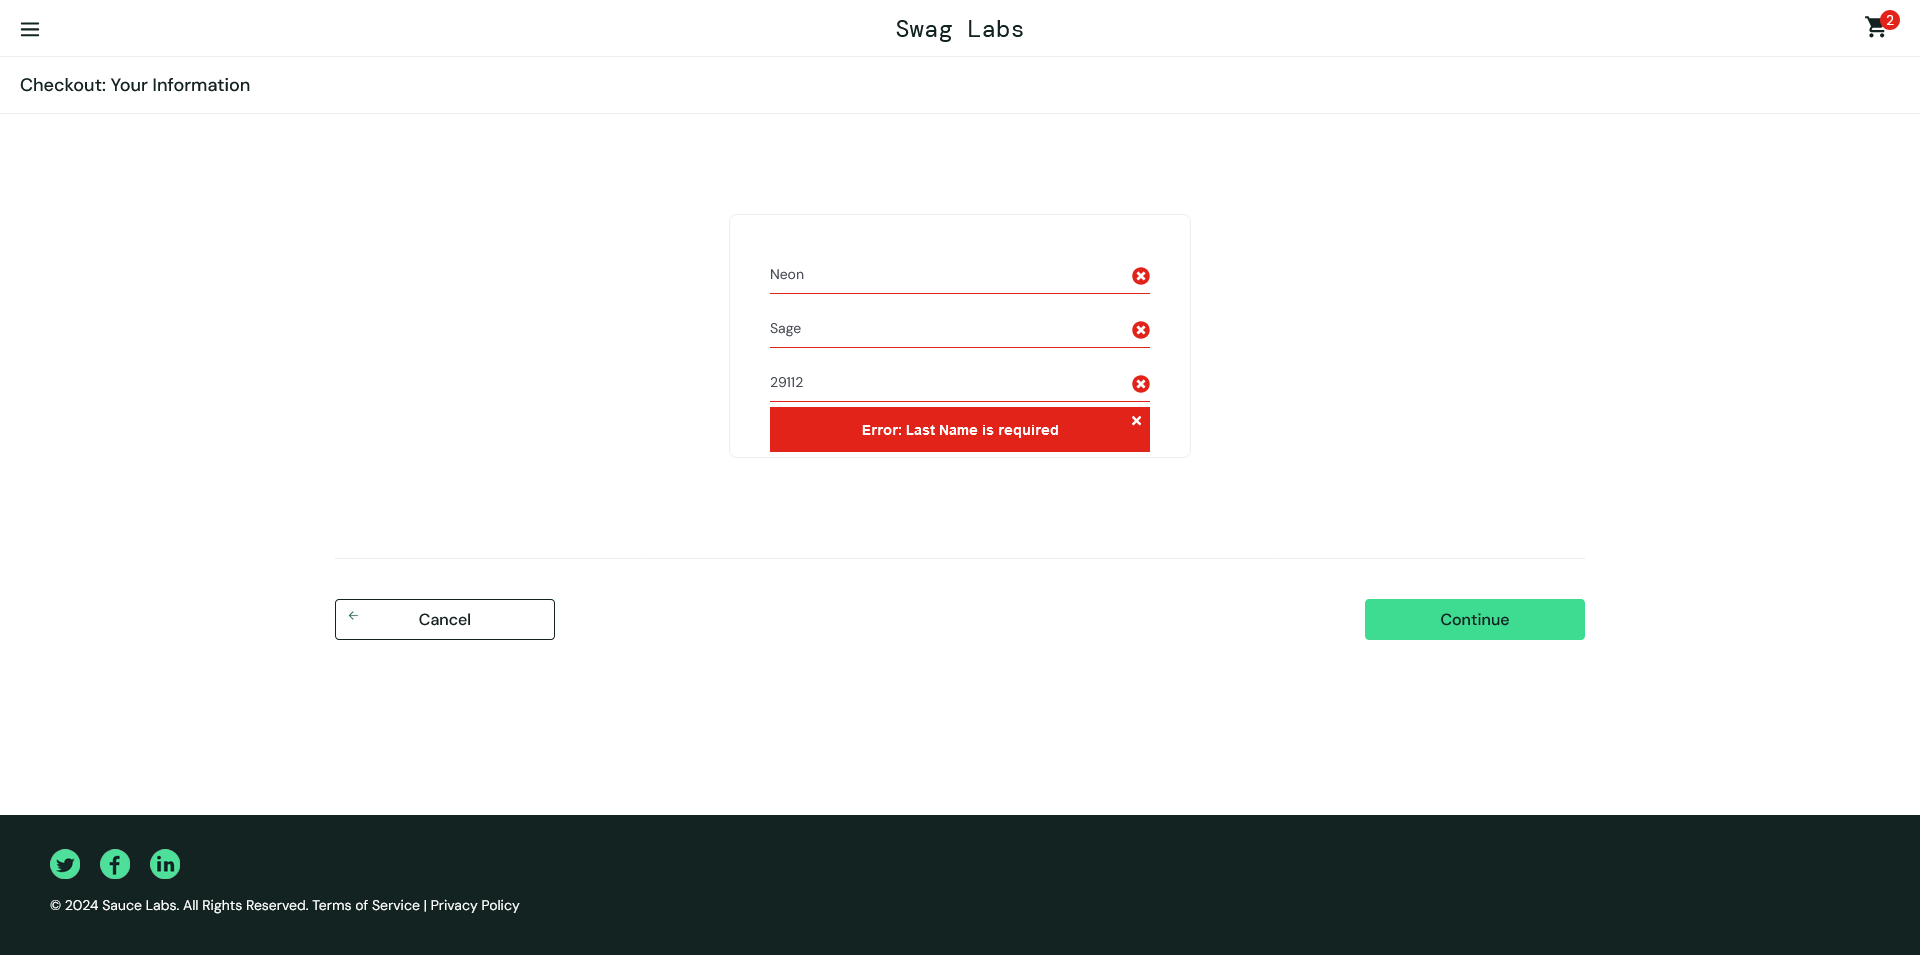 Swag Labs
2
Checkout: Your Information
Neon
Sage
29112
Error: Last Name is required
Cancel
Continue
© 2024 Sauce Labs. All Rights Reserved. Terms of Service | Privacy Policy